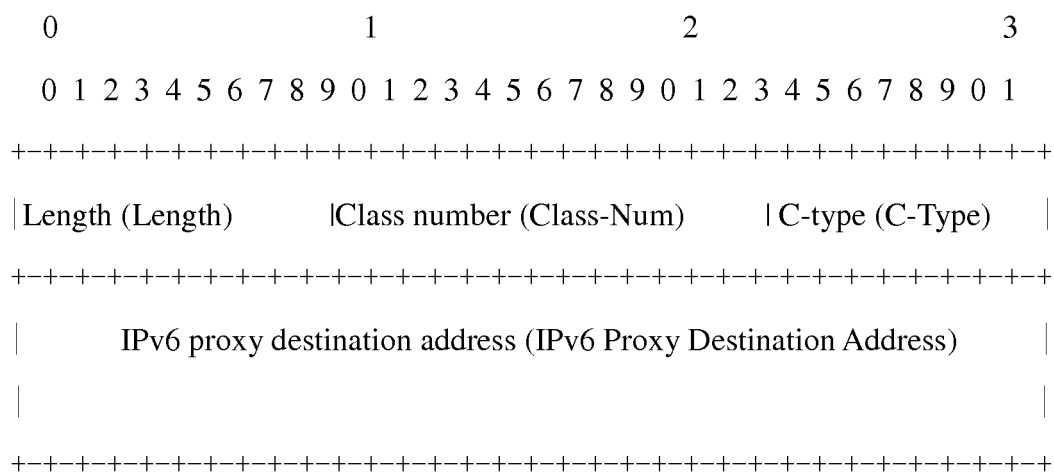 0 1 2 3
0 1 2 3 4 5 6 7 8 9 0 1 2 3 4 5 6 7 8 9 0 1 2 3 4 5 6 7 8 9 0 1
+-+-+-+-+-+-+-+-+-+-+-+-+-+-+-+-+-+-+-+-+-+-+-+-+-+-+-+-+-+-+-+-+
|Length (Length) |Class number (Class-Num) | C-type (C-Type) |
+-+-+-+-+-+-+-+-+-+-+-+-+-+-+-+-+-+-+-+-+-+-+-+-+-+-+-+-+-+-+-+-+
| IPv6 proxy destination address (IPv6 Proxy Destination Address) |
| |
+-+-+-+-+-+-+-+-+-+-+-+-+-+-+-+-+-+-+-+-+-+-+-+-+-+-+-+-+-+-+-+-+